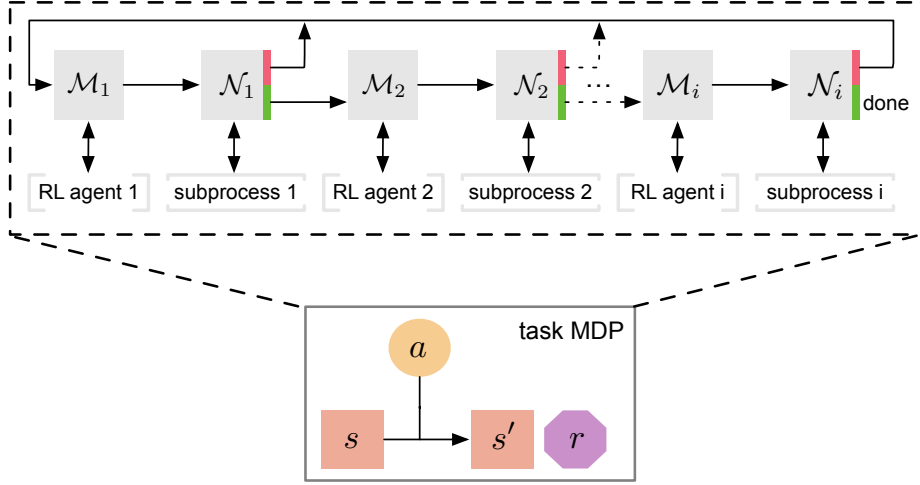 ℳ₁ 𝒩₁ ℳ₂ 𝒩₂ ... ℳᵢ 𝒩ᵢ
done
RL agent 1 subprocess 1 RL agent 2 subprocess 2 RL agent i subprocess i
task MDP
a
s s′ r